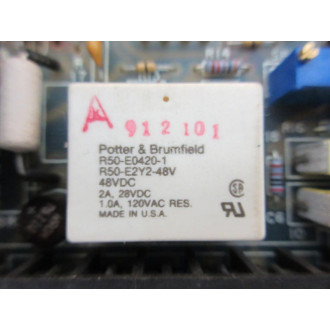 A 912101
Potter & Brumfield
R50-E0420-1
R50-E2Y2-48V
48VDC
2A, 28VDC
1.0A, 120VAC RES.
MADE IN U.S.A.